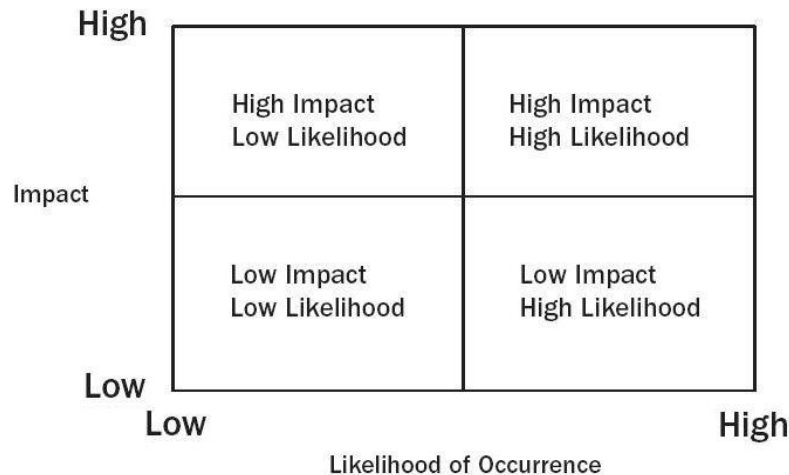 High
High Impact
Low Likelihood
High Impact
High Likelihood
Impact
Low Impact
Low Likelihood
Low Impact
High Likelihood
Low
Low
High
Likelihood of Occurrence